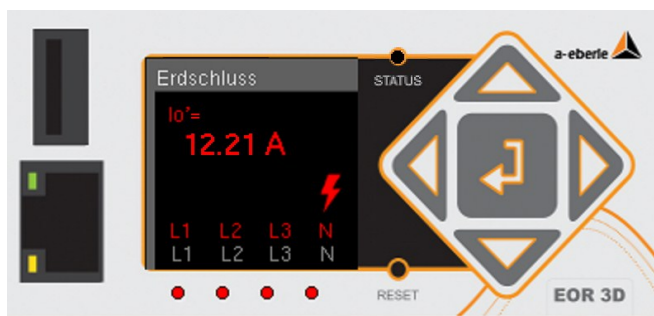 a-eberle
Erdschluss
STATUS
Io'=
12.21 A
L1 L2 L3 N
L1 L2 L3 N
RESET
EOR 3D